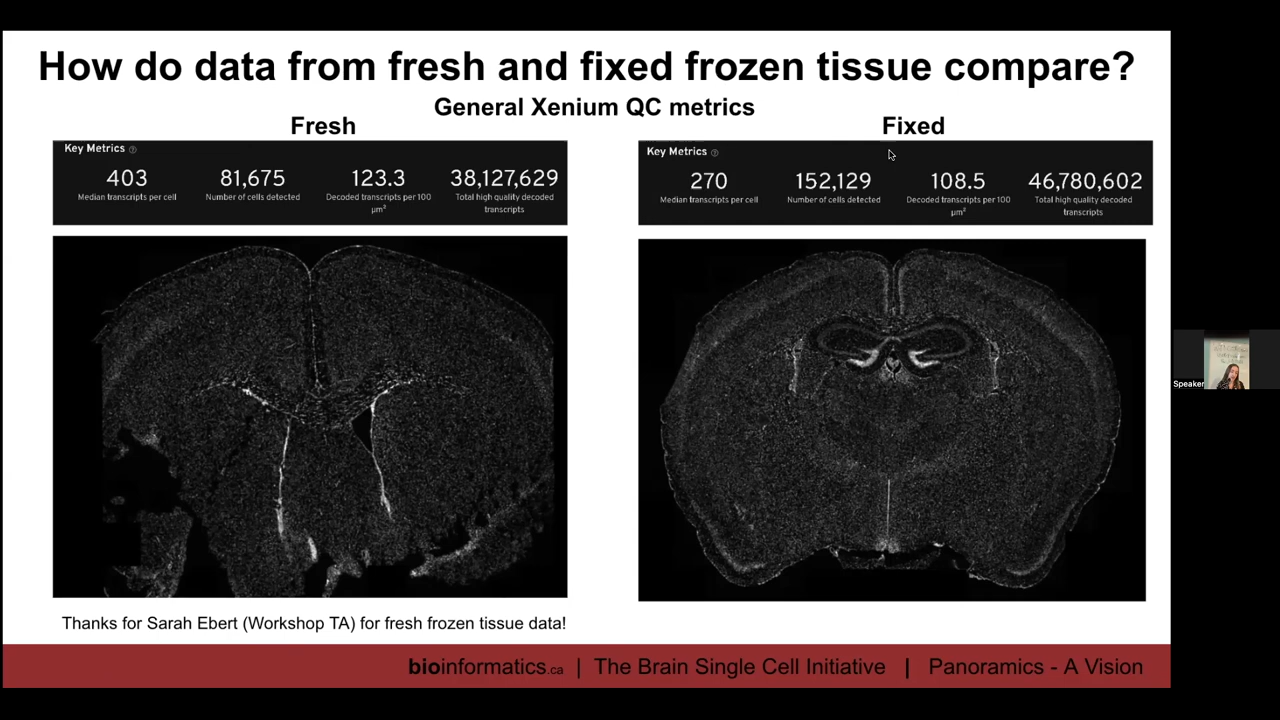 How do data from fresh and fixed frozen tissue compare?
General Xenium QC metrics
Fresh
Key Metrics ?
403
Median transcripts per cell
81,675
Number of cells detected
123.3
Decoded transcripts per 100
μm²
38,127,629
Total high quality decoded
transcripts
Fixed
Key Metrics ?
270
Median transcripts per cell
152,129
Number of cells detected
108.5
Decoded transcripts per 100
μm²
46,780,602
Total high quality decoded
transcripts
Thanks for Sarah Ebert (Workshop TA) for fresh frozen tissue data!
bioinformatics.ca | The Brain Single Cell Initiative | Panoramics - A Vision
Speaker